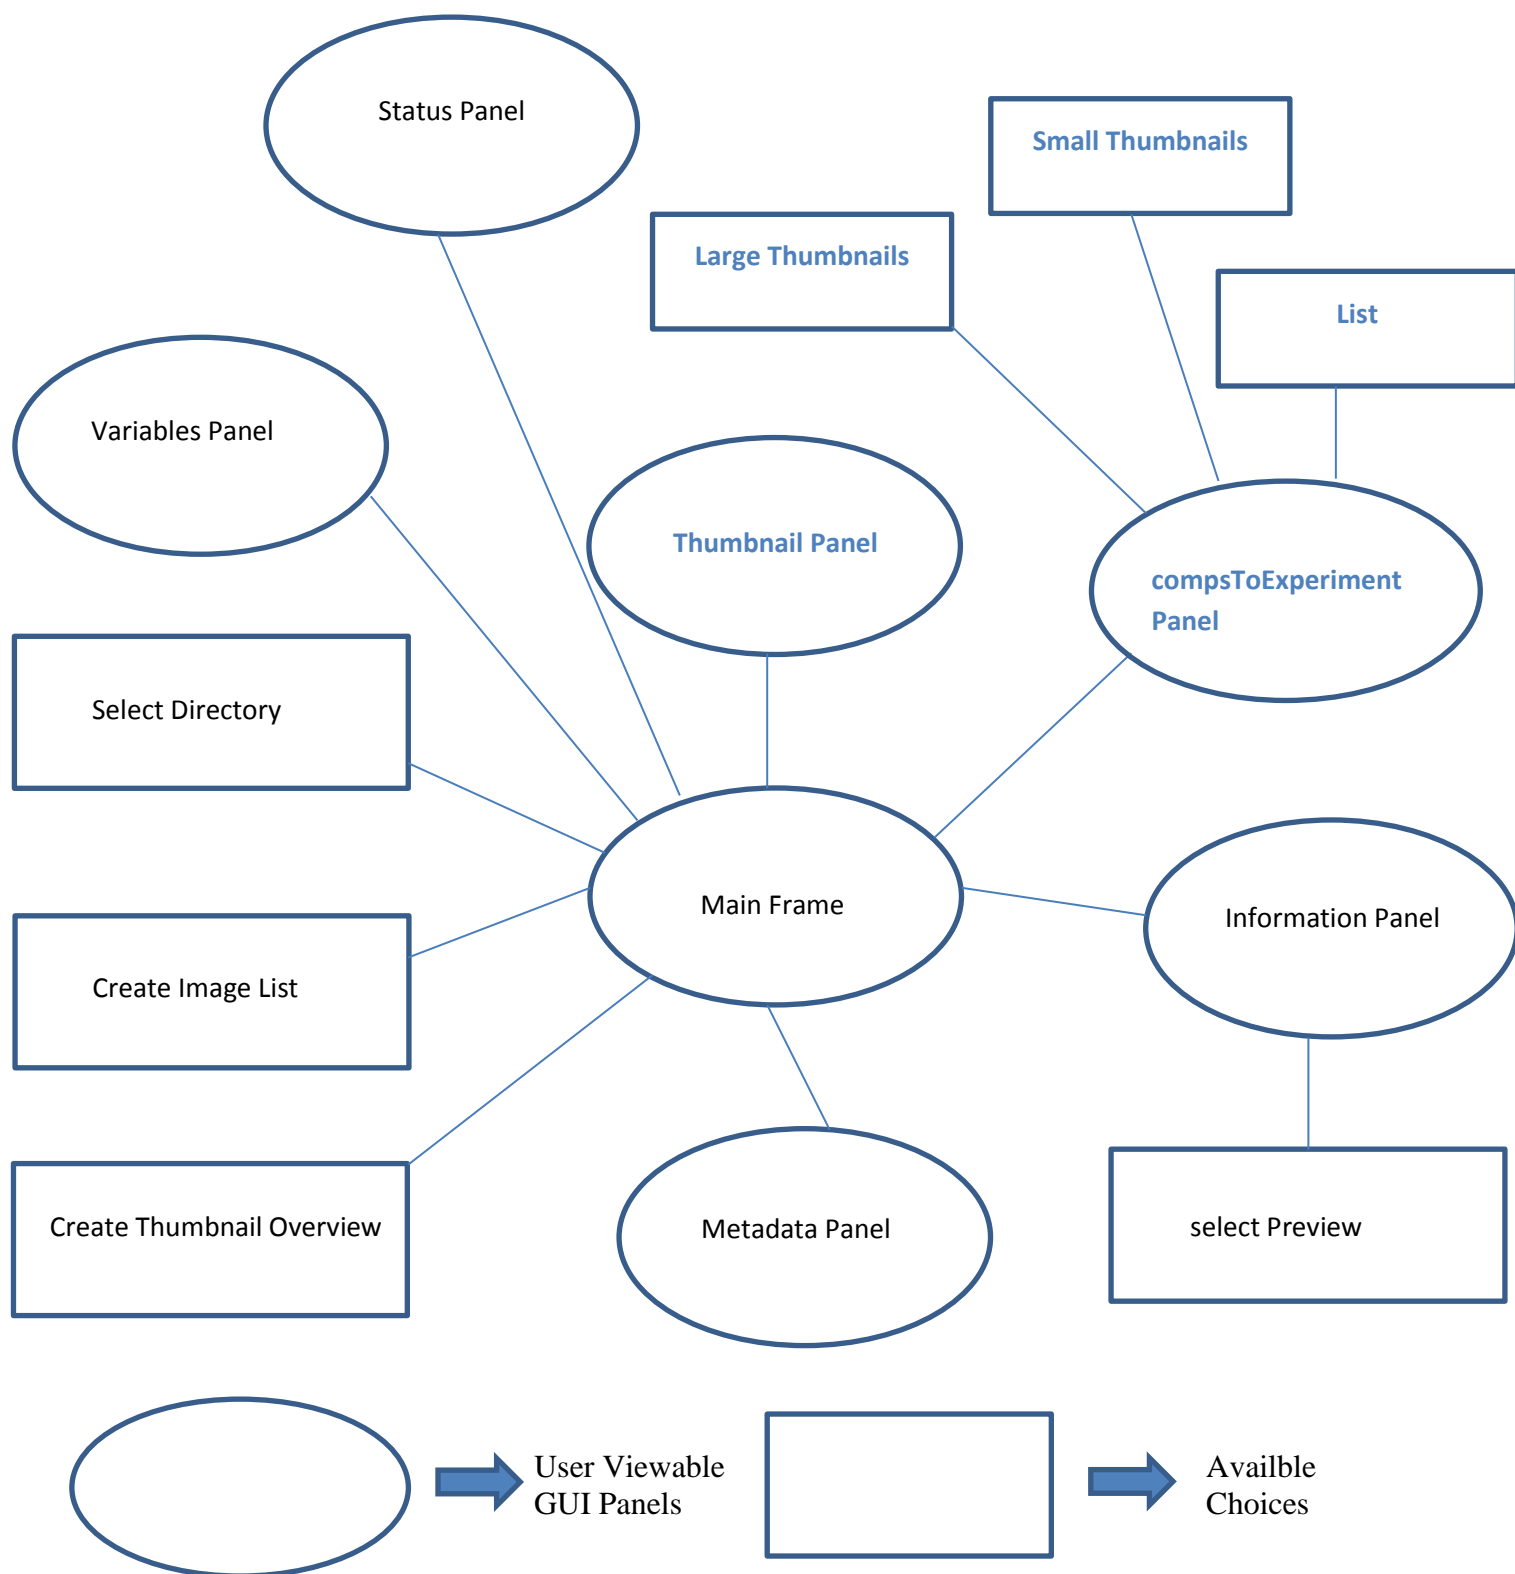 Status Panel
Small Thumbnails
Large Thumbnails
List
Variables Panel
Thumbnail Panel
compsToExperiment
Panel
Select Directory
Main Frame
Information Panel
Create Image List
Create Thumbnail Overview
Metadata Panel
select Preview
User Viewable
GUI Panels
Availble
Choices